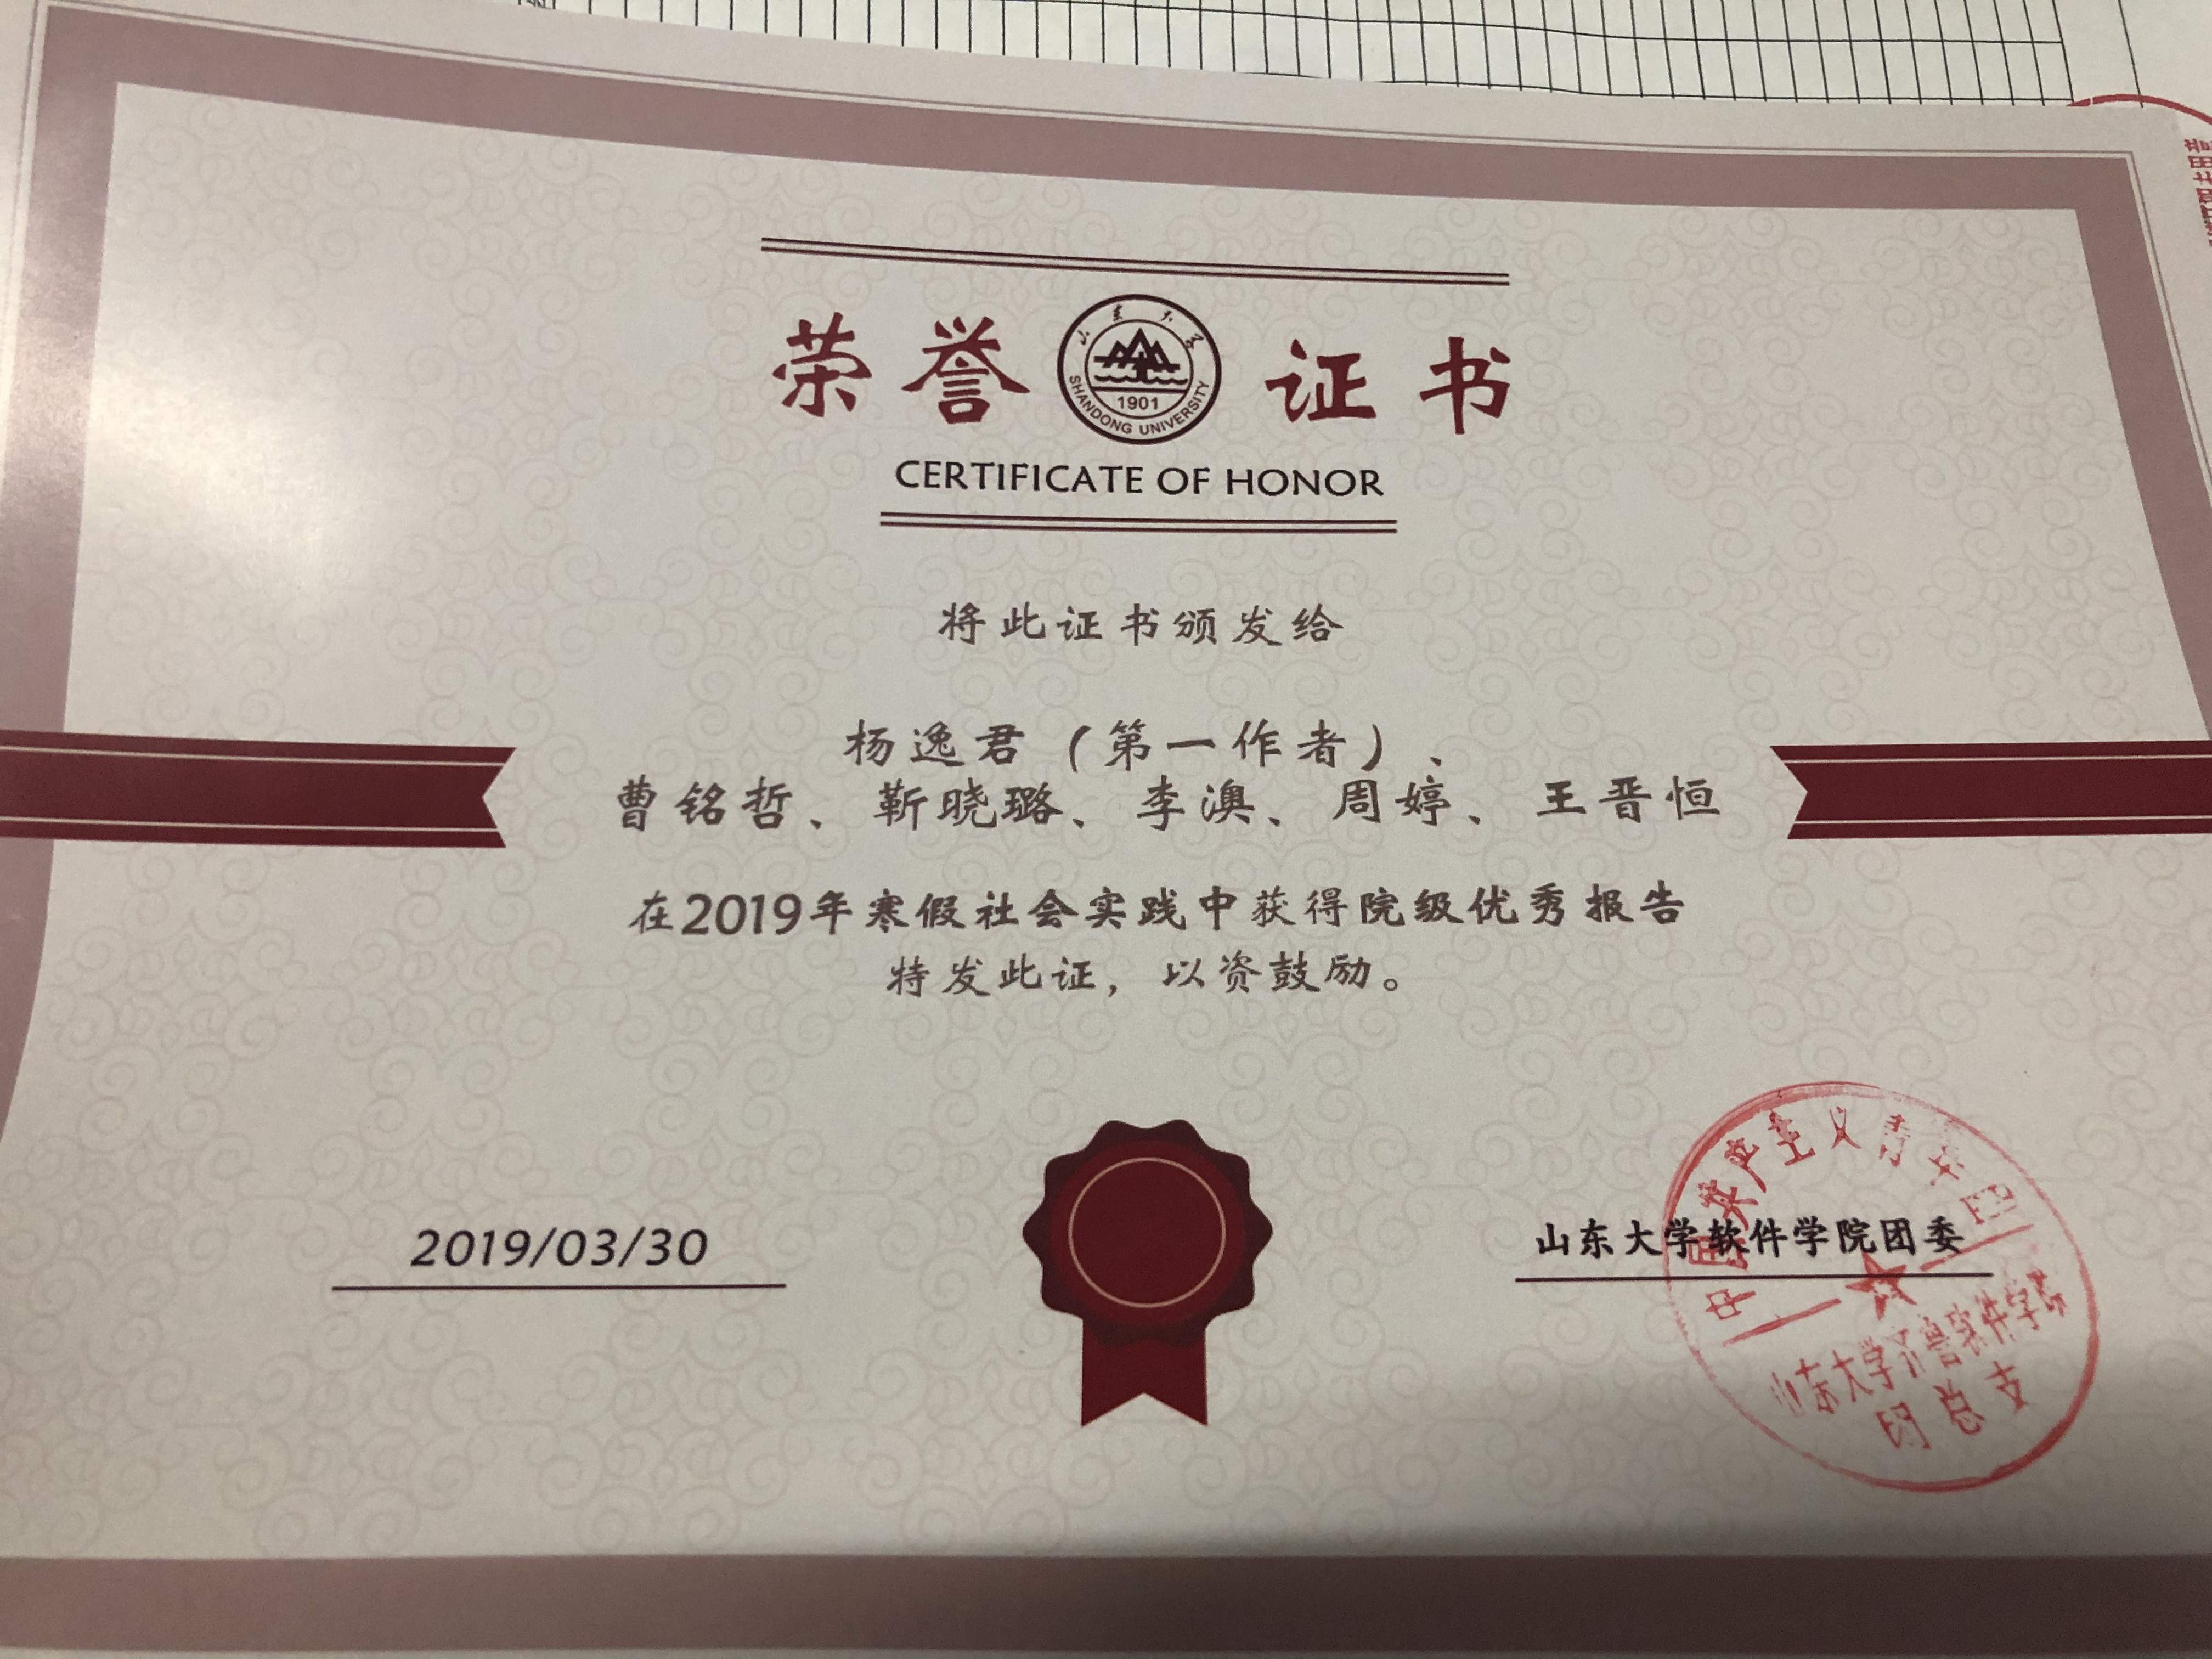 荣誉证书
山东大学
1901
SHANDONG UNIVERSITY
CERTIFICATE OF HONOR
将此证书颁发给
杨逸君（第一作者）、
曹铭哲、靳晓璐、李澳、周婷、王晋恒
在2019年寒假社会实践中获得院级优秀报告
特发此证，以资鼓励。
2019/03/30
山东大学软件学院团委
中国共产主义青年团
山东大学齐鲁软件学院
团总支